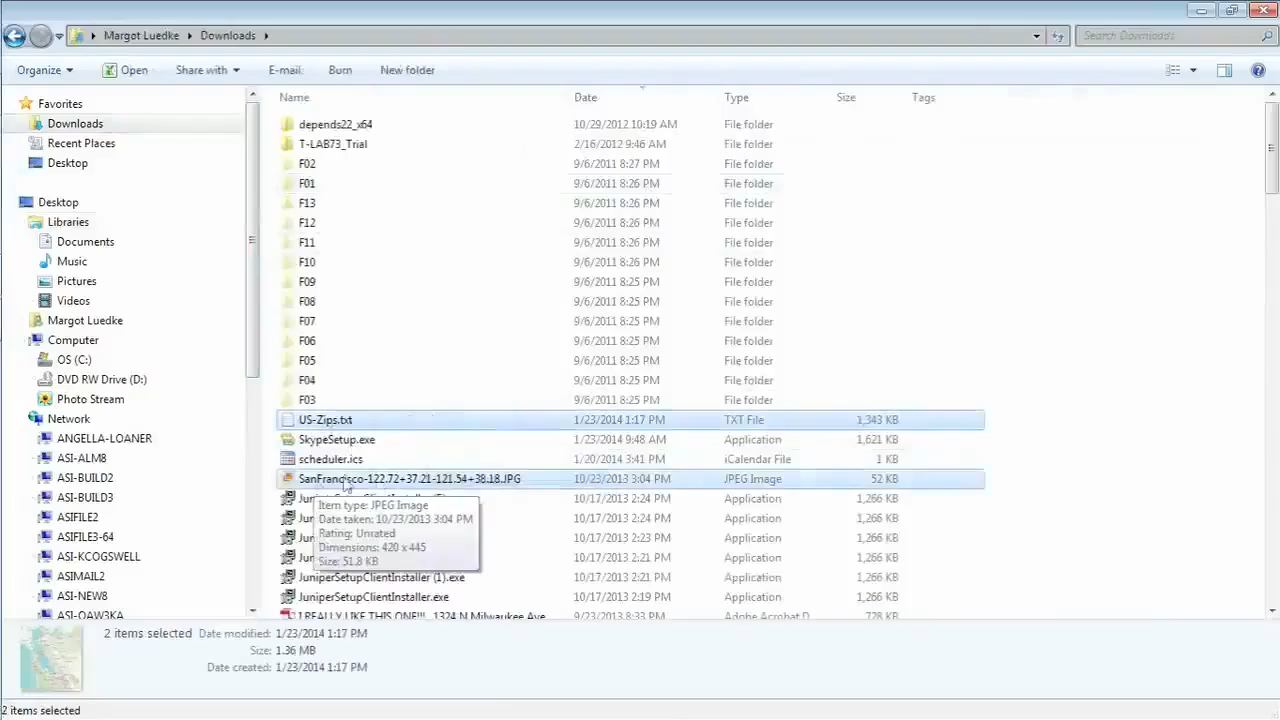 Margot Luedke Downloads Search Downloads
Organize Open Share with E-mail Burn New folder
Favorites
Downloads
Recent Places
Desktop
Desktop
Libraries
Documents
Music
Pictures
Videos
Margot Luedke
Computer
OS (C:)
DVD RW Drive (D:)
Photo Stream
Network
ANGELLA-LOANER
ASI-ALM8
ASI-BUILD2
ASI-BUILD3
ASIFILE2
ASIFILE3-64
ASI-KCOGSWELL
ASIMAIL2
ASI-NEW8
ASI-OAW3KA
Name Date Type Size Tags
depends22_x64 10/29/2012 10:19 AM File folder
T-LAB73_Trial 2/16/2012 9:46 AM File folder
F02 9/6/2011 8:27 PM File folder
F01 9/6/2011 8:26 PM File folder
F13 9/6/2011 8:26 PM File folder
F12 9/6/2011 8:26 PM File folder
F11 9/6/2011 8:26 PM File folder
F10 9/6/2011 8:26 PM File folder
F09 9/6/2011 8:25 PM File folder
F08 9/6/2011 8:25 PM File folder
F07 9/6/2011 8:25 PM File folder
F06 9/6/2011 8:25 PM File folder
F05 9/6/2011 8:25 PM File folder
F04 9/6/2011 8:25 PM File folder
F03 9/6/2011 8:25 PM File folder
US-Zips.txt 1/23/2014 1:17 PM TXT File 1,343 KB
SkypeSetup.exe 1/23/2014 9:48 AM Application 1,621 KB
scheduler.ics 1/20/2014 3:41 PM iCalendar File 1 KB
SanFrancisco-122.72+37.21-121.54+38.18.JPG 10/23/2013 3:04 PM JPEG Image 52 KB
10/17/2013 2:24 PM Application 1,266 KB
Jun 10/17/2013 2:24 PM Application 1,266 KB
Jun 10/17/2013 2:23 PM Application 1,266 KB
Jun 10/17/2013 2:21 PM Application 1,266 KB
JuniperSetupClientInstaller (1).exe 10/17/2013 2:21 PM Application 1,266 KB
JuniperSetupClientInstaller.exe 10/17/2013 2:19 PM Application 1,266 KB
I REALLY LIKE THIS ONE!!! 1324 N Milwaukee Ave 9/23/2013 8:33 PM Adobe Acrobat D 728 KB
Item type: JPEG Image
Date taken: 10/23/2013 3:04 PM
Rating: Unrated
Dimensions: 420 x 445
Size: 51.8 KB
2 items selected Date modified: 1/23/2014 1:17 PM
Size: 1.36 MB
Date created: 1/23/2014 1:17 PM
2 items selected